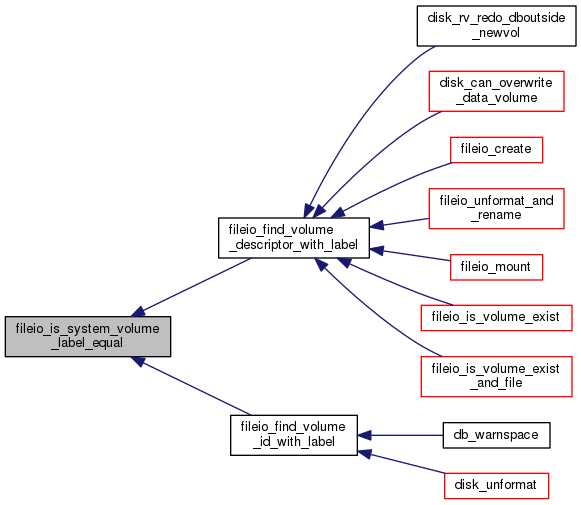 disk_rv_redo_dboutside
_newvol
disk_can_overwrite
_data_volume
fileio_create
fileio_unformat_and
_rename
fileio_find_volume
_descriptor_with_label
fileio_mount
fileio_is_volume_exist
fileio_is_system_volume
_label_equal
fileio_is_volume_exist
_and_file
fileio_find_volume
_id_with_label
db_warnspace
disk_unformat